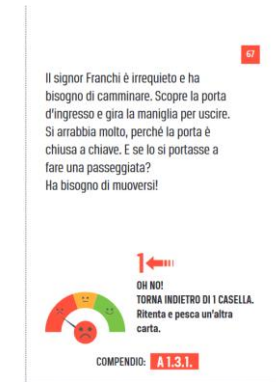 67
Il signor Franchi è irrequieto e ha
bisogno di camminare. Scopre la porta
d'ingresso e gira la maniglia per uscire.
Si arrabbia molto, perché la porta è
chiusa a chiave. E se lo si portasse a
fare una passeggiata?
Ha bisogno di muoversi!
1
OH NO!
TORNA INDIETRO DI 1 CASELLA.
Ritenta e pesca un'altra
carta.
COMPENDIO: A 1.3.1.